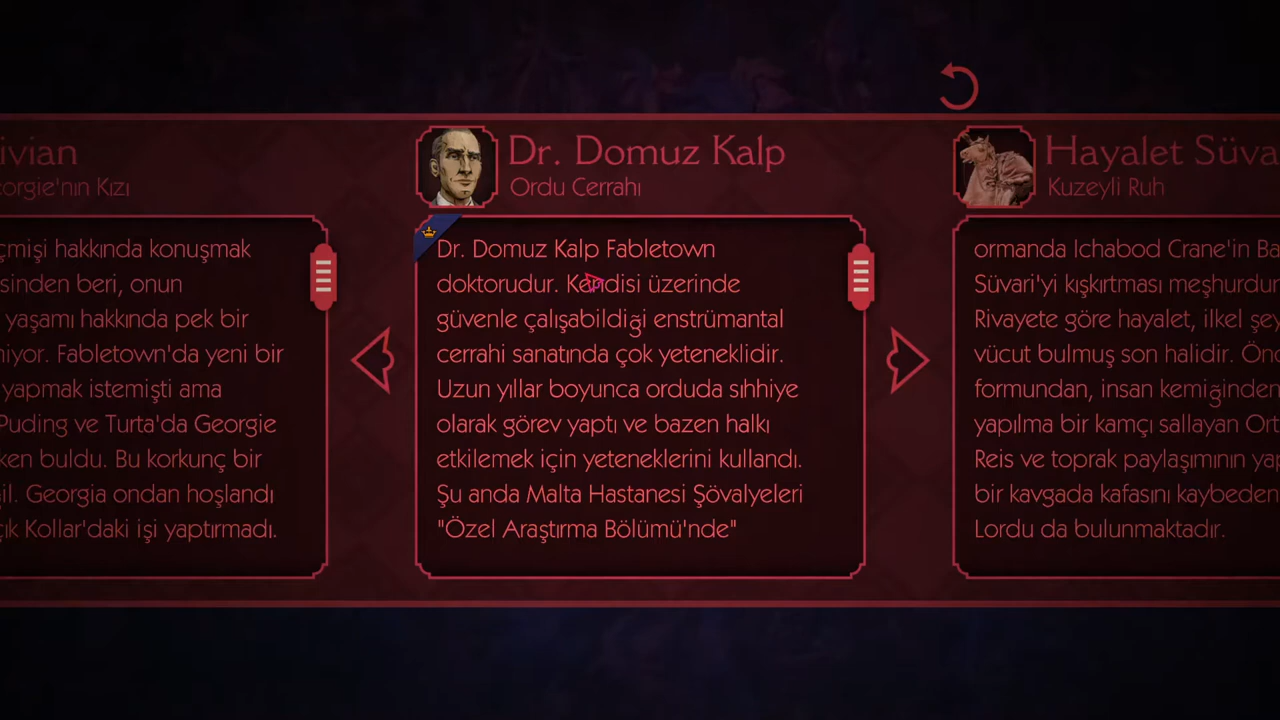 ivian
eorgie'nın Kızı
çmişi hakkında konuşmak
sinden beri, onun
yaşamı hakkında pek bir
niyor. Fabletown'da yeni bir
yapmak istemişti ama
Puding ve Turta'da Georgie
ken buldu. Bu korkunç bir
il. Georgia ondan hoşlandı
çık Kollar'daki işi yaptırmadı.
Dr. Domuz Kalp
Ordu Cerrahı
Dr. Domuz Kalp Fabletown
doktorudur. Kendisi üzerinde
güvenle çalışabildiği enstrümantal
cerrahi sanatında çok yeteneklidir.
Uzun yıllar boyunca orduda sıhhiye
olarak görev yaptı ve bazen halkı
etkilemek için yeteneklerini kullandı.
Şu anda Malta Hastanesi Şövalyeleri
"Özel Araştırma Bölümü'nde"
Hayalet Süva
Kuzeyli Ruh
ormanda Ichabod Crane'in Ba
Süvari'yi kışkırtması meşhurdur
Rivayete göre hayalet, ilkel şey
vücut bulmuş son halidir. Önc
formundan, insan kemiğinden
yapılma bir kamçı sallayan Ort
Reis ve toprak paylaşımının yap
bir kavgada kafasını kaybeden
Lordu da bulunmaktadır.